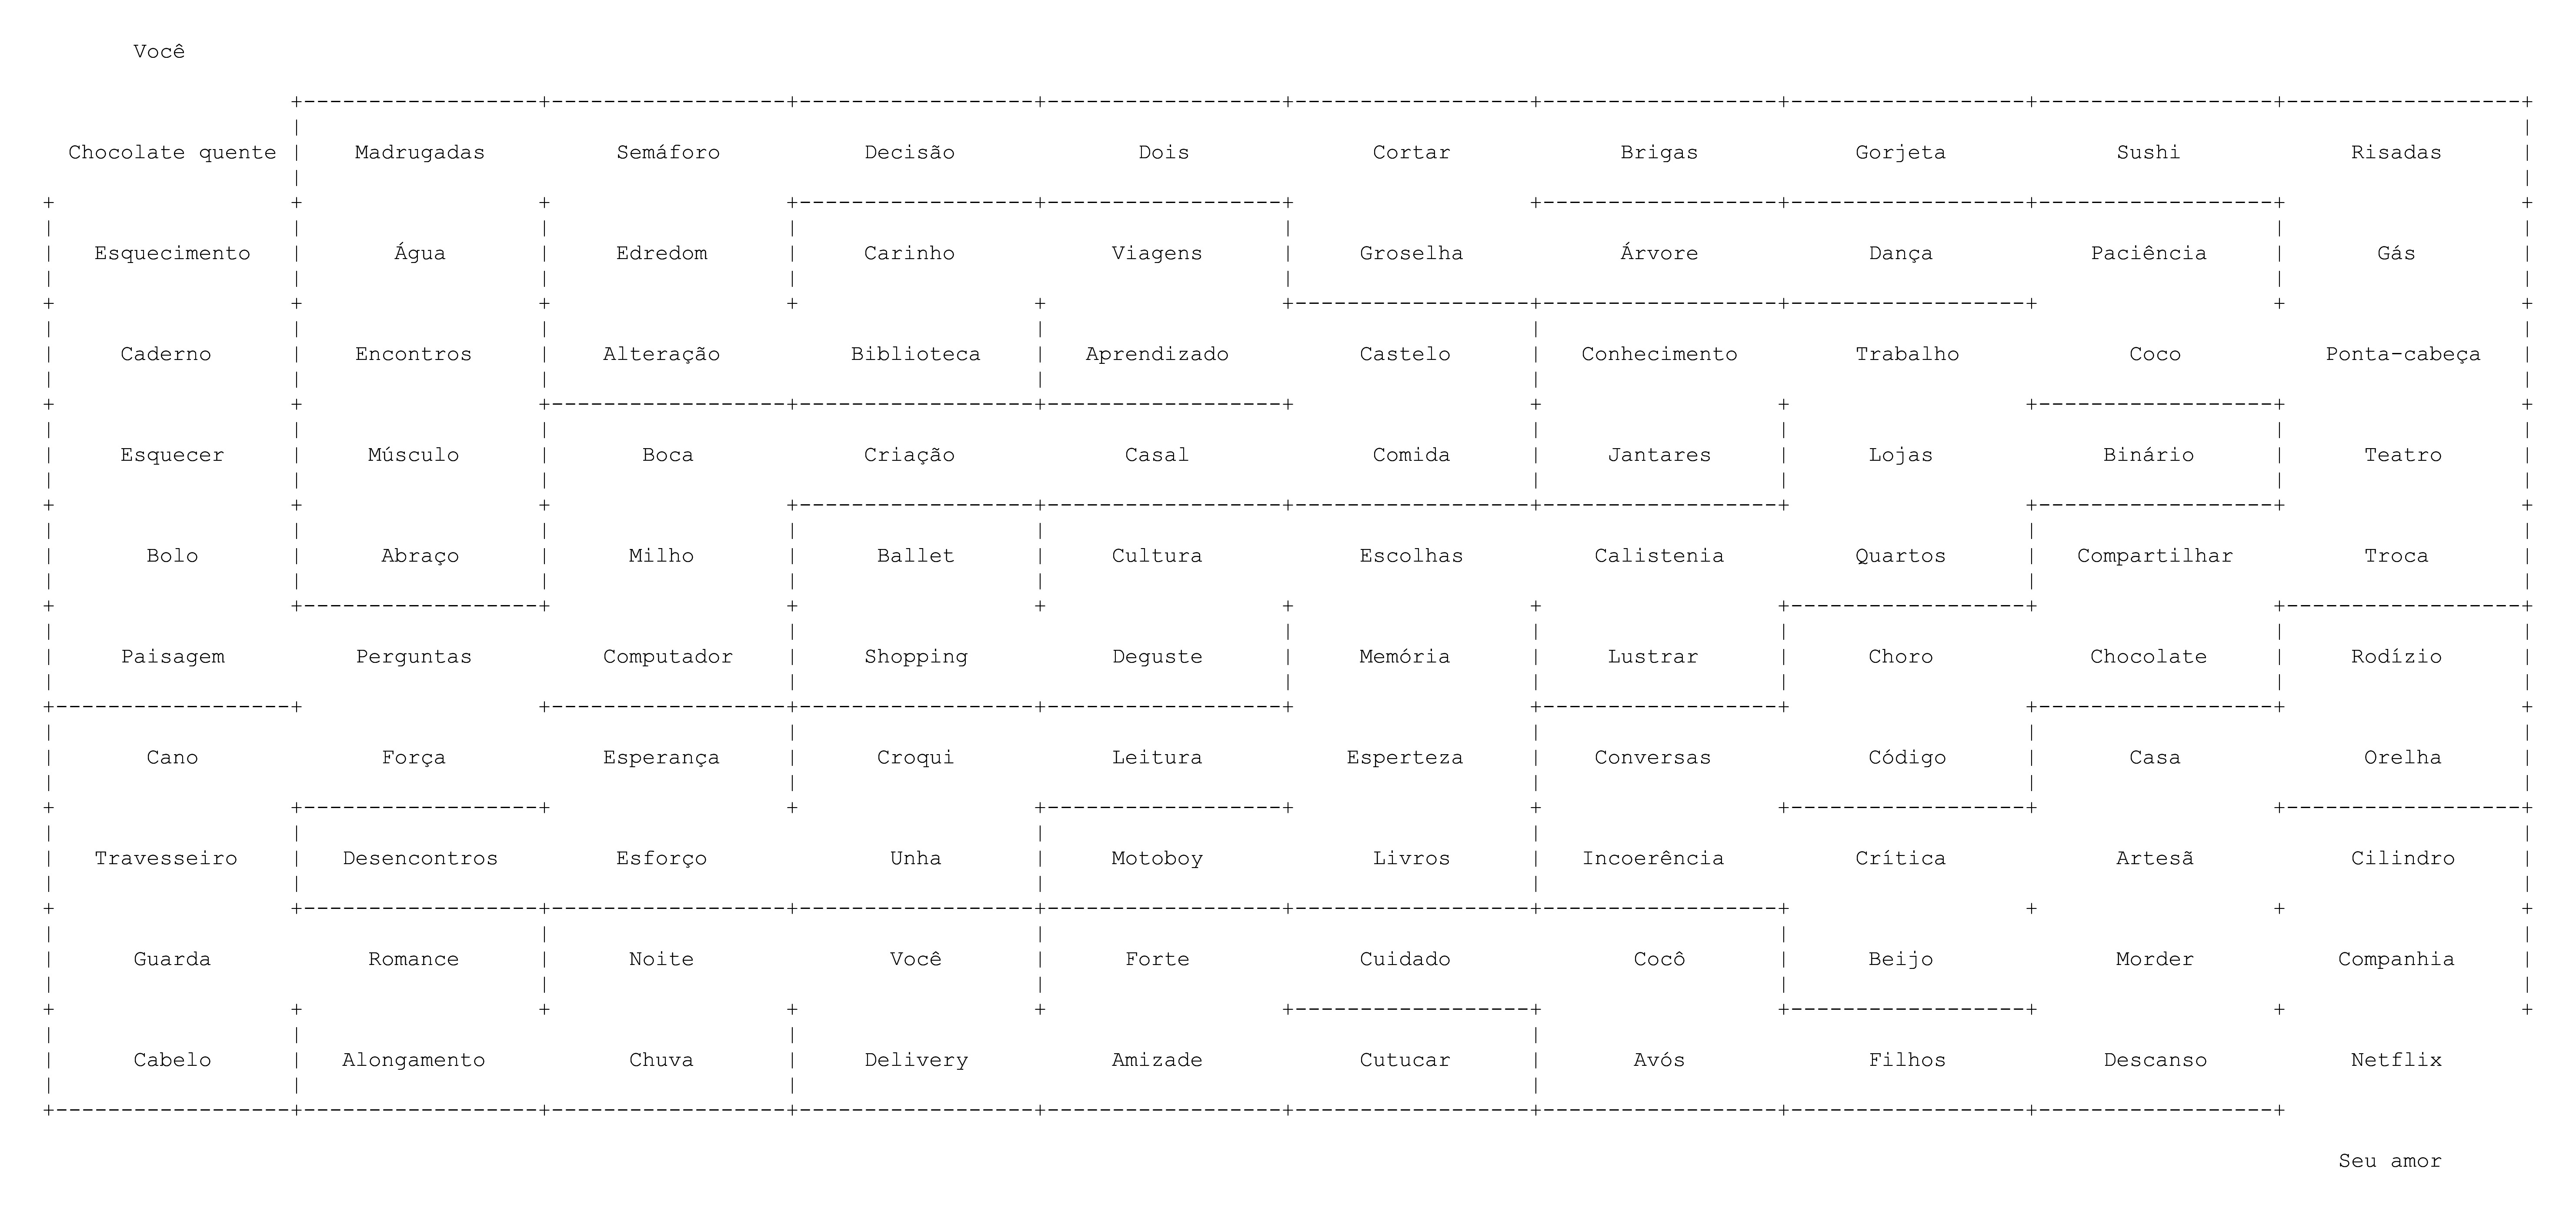 Você
Chocolate quente Madrugadas Semáforo Decisão Dois Cortar Brigas Gorjeta Sushi Risadas
Esquecimento Água Edredom Carinho Viagens Groselha Árvore Dança Paciência Gás
Caderno Encontros Alteração Biblioteca Aprendizado Castelo Conhecimento Trabalho Coco Ponta-cabeça
Esquecer Músculo Boca Criação Casal Comida Jantares Lojas Binário Teatro
Bolo Abraço Milho Ballet Cultura Escolhas Calistenia Quartos Compartilhar Troca
Paisagem Perguntas Computador Shopping Deguste Memória Lustrar Choro Chocolate Rodízio
Cano Força Esperança Croqui Leitura Esperteza Conversas Código Casa Orelha
Travesseiro Desencontros Esforço Unha Motoboy Livros Incoerência Crítica Artesã Cilindro
Guarda Romance Noite Você Forte Cuidado Cocô Beijo Morder Companhia
Cabelo Alongamento Chuva Delivery Amizade Cutucar Avós Filhos Descanso Netflix
Seu amor